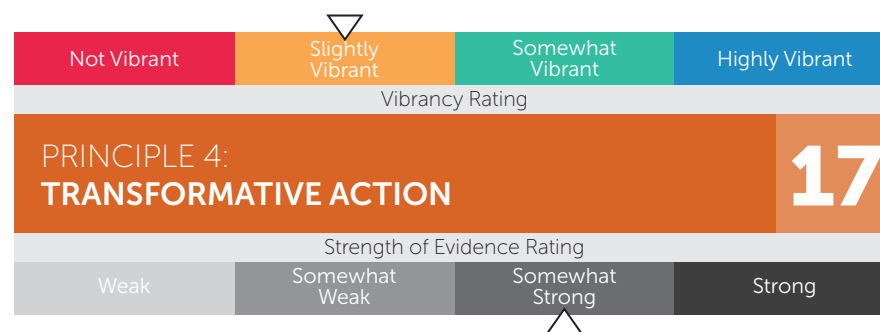 Not Vibrant
Slightly
Vibrant
Somewhat
Vibrant
Highly Vibrant
Vibrancy Rating
PRINCIPLE 4:
TRANSFORMATIVE ACTION
17
Strength of Evidence Rating
Weak
Somewhat
Weak
Somewhat
Strong
Strong